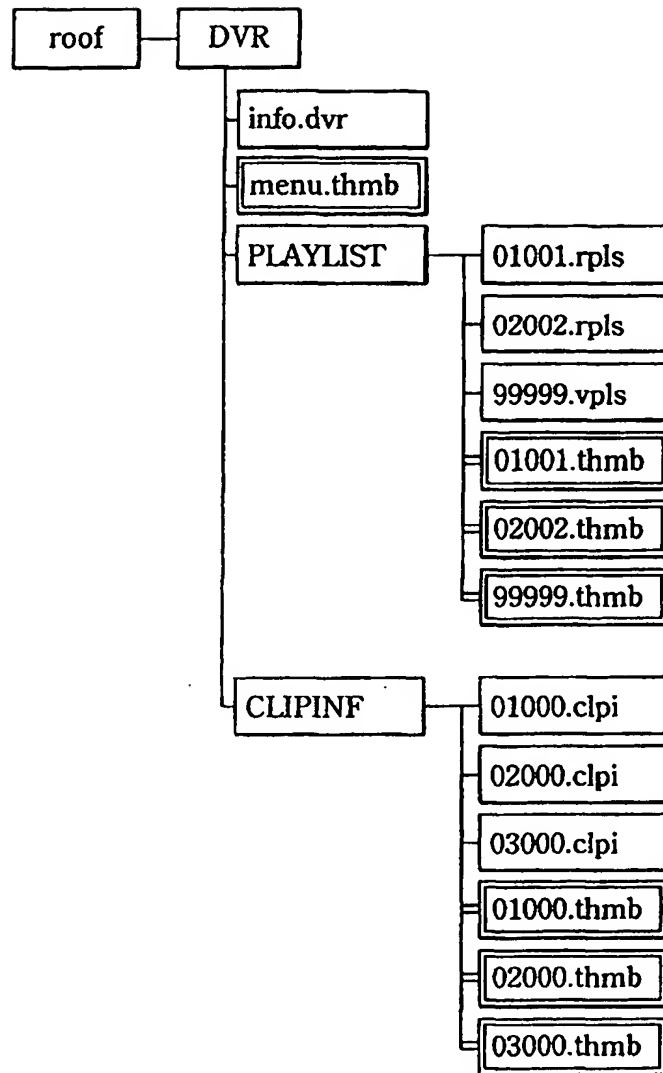 roof
DVR
info.dvr
menu.thmb
PLAYLIST
01001.rpls
02002.rpls
99999.vpls
01001.thmb
02002.thmb
99999.thmb
CLIPINF
01000.clpi
02000.clpi
03000.clpi
01000.thmb
02000.thmb
03000.thmb